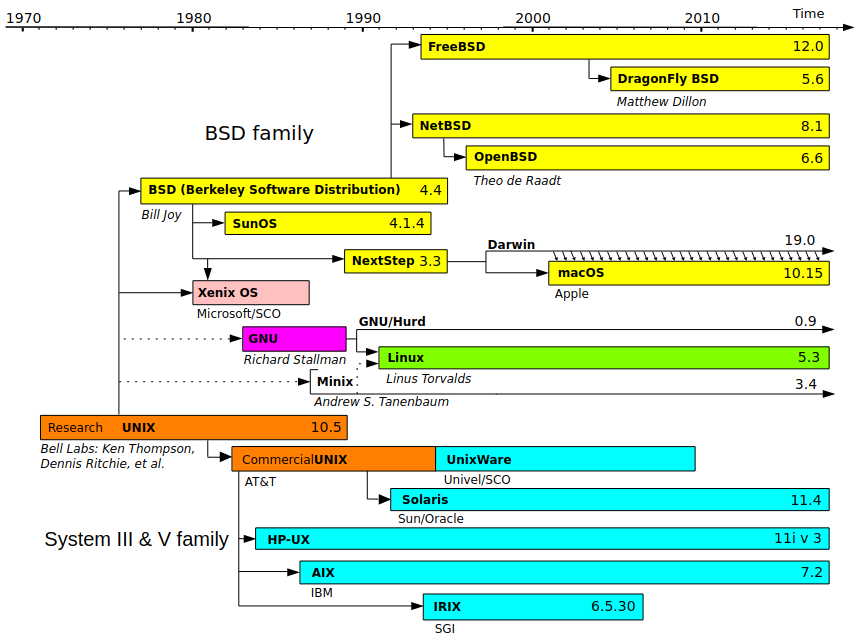 1970 1980 1990 2000 2010 Time
FreeBSD 12.0
DragonFly BSD 5.6
Matthew Dillon
BSD family
NetBSD 8.1
OpenBSD 6.6
Theo de Raadt
BSD (Berkeley Software Distribution) 4.4
Bill Joy
SunOS 4.1.4
Darwin 19.0
NextStep 3.3
macOS 10.15
Apple
Xenix OS
Microsoft/SCO
GNU/Hurd 0.9
GNU
Richard Stallman
Linux 5.3
Linus Torvalds
Minix 3.4
Andrew S. Tanenbaum
Research UNIX 10.5
Bell Labs: Ken Thompson,
Dennis Ritchie, et al.
CommercialUNIX
AT&T
UnixWare
Univel/SCO
Solaris 11.4
Sun/Oracle
System III & V family
HP-UX 11i v 3
AIX 7.2
IBM
IRIX 6.5.30
SGI